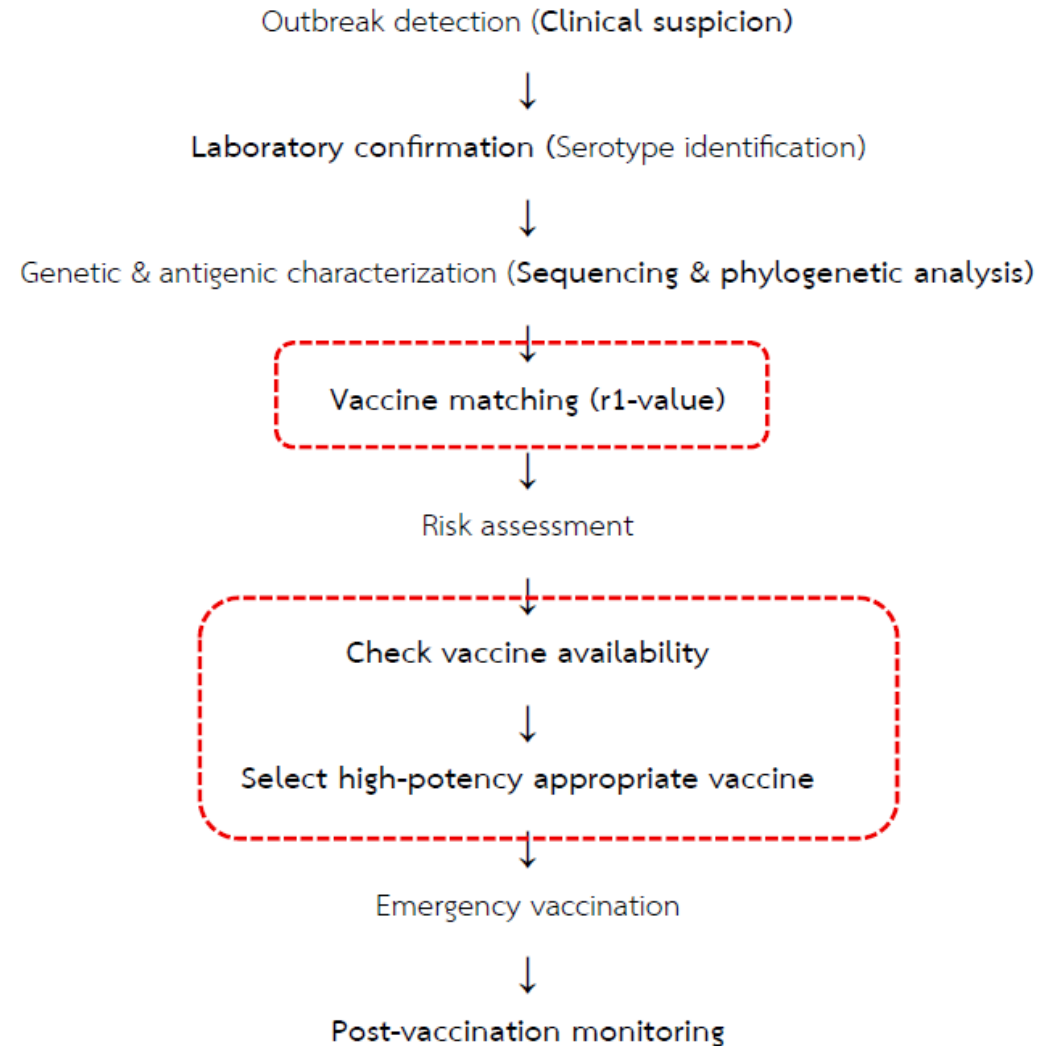 Outbreak detection (Clinical suspicion)
↓
Laboratory confirmation (Serotype identification)
↓
Genetic & antigenic characterization (Sequencing & phylogenetic analysis)
↓
Vaccine matching (r1-value)
↓
Risk assessment
↓
Check vaccine availability
↓
Select high-potency appropriate vaccine
↓
Emergency vaccination
↓
Post-vaccination monitoring